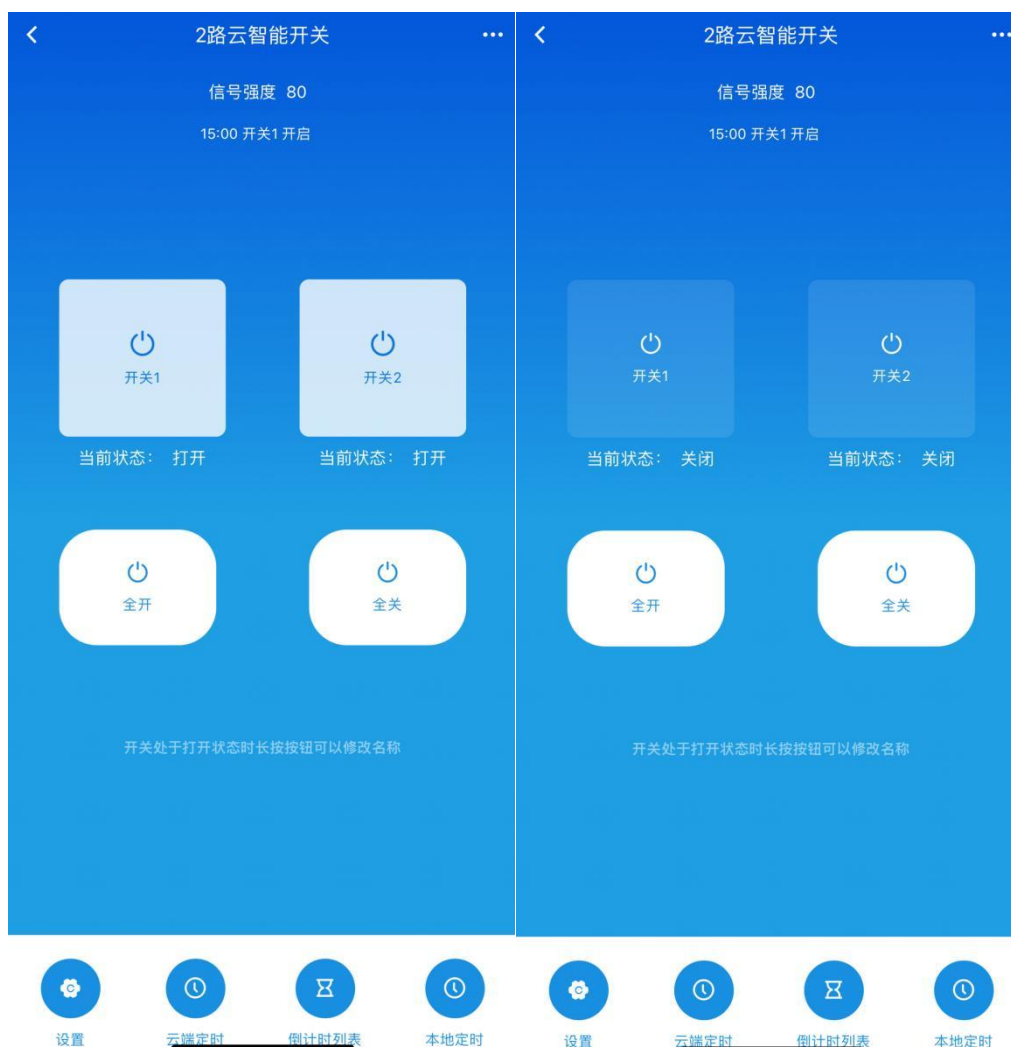 2路云智能开关
信号强度 80
15:00 开关1 开启
开关1
开关2
当前状态： 打开
当前状态： 打开
全开
全关
开关处于打开状态时长按按钮可以修改名称
设置
云端定时
倒计时列表
本地定时
2路云智能开关
信号强度 80
15:00 开关1 开启
开关1
开关2
当前状态： 关闭
当前状态： 关闭
全开
全关
开关处于打开状态时长按按钮可以修改名称
设置
云端定时
倒计时列表
本地定时